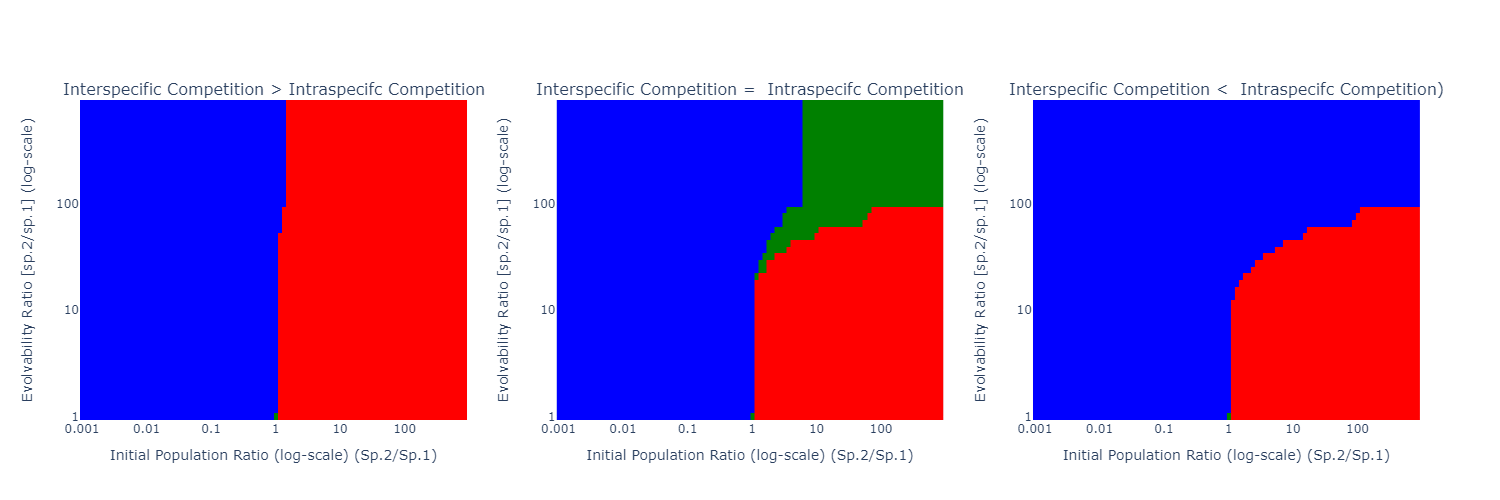 Interspecific Competition > Intraspecifc Competition
Evolvability Ratio [sp.2/sp.1] (log-scale)
100
10
1
0.001 0.01 0.1 1 10 100
Initial Population Ratio (log-scale) (Sp.2/Sp.1)
Interspecific Competition =  Intraspecifc Competition
Evolvability Ratio [sp.2/sp.1] (log-scale)
100
10
1
0.001 0.01 0.1 1 10 100
Initial Population Ratio (log-scale) (Sp.2/Sp.1)
Interspecific Competition <  Intraspecifc Competition)
Evolvability Ratio [sp.2/sp.1] (log-scale)
100
10
1
0.001 0.01 0.1 1 10 100
Initial Population Ratio (log-scale) (Sp.2/Sp.1)